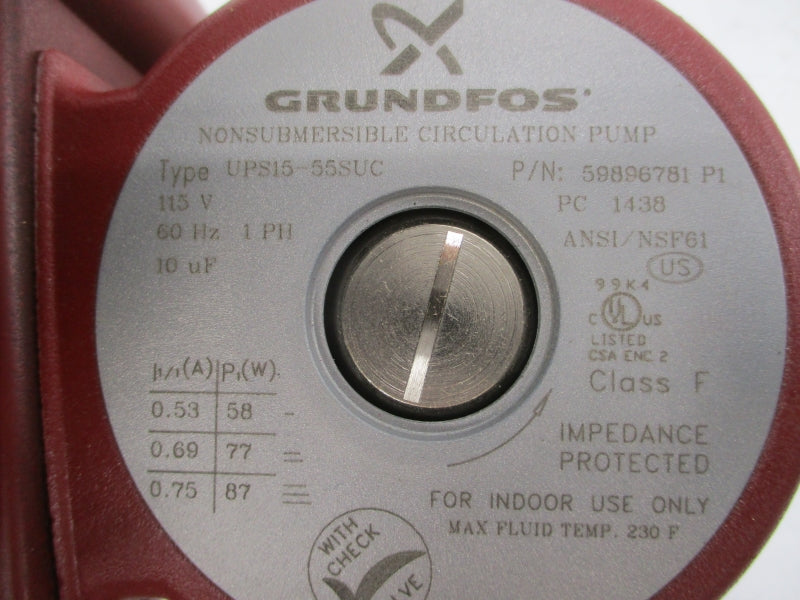 GRUNDFOS
NONSUBMERSIBLE CIRCULATION PUMP
Type UPS15-55SUC
115 V
60 Hz 1 PH
10 uF
P/N: 59896781 P1
PC 1438
ANSI/NSF61
US
99K4
C UL US
LISTED
CSA ENC 2
Class F
I1/1(A) P1(W)
0.53 58
0.69 77
0.75 87
IMPEDANCE
PROTECTED
FOR INDOOR USE ONLY
MAX FLUID TEMP. 230 F
WITH
CHECK